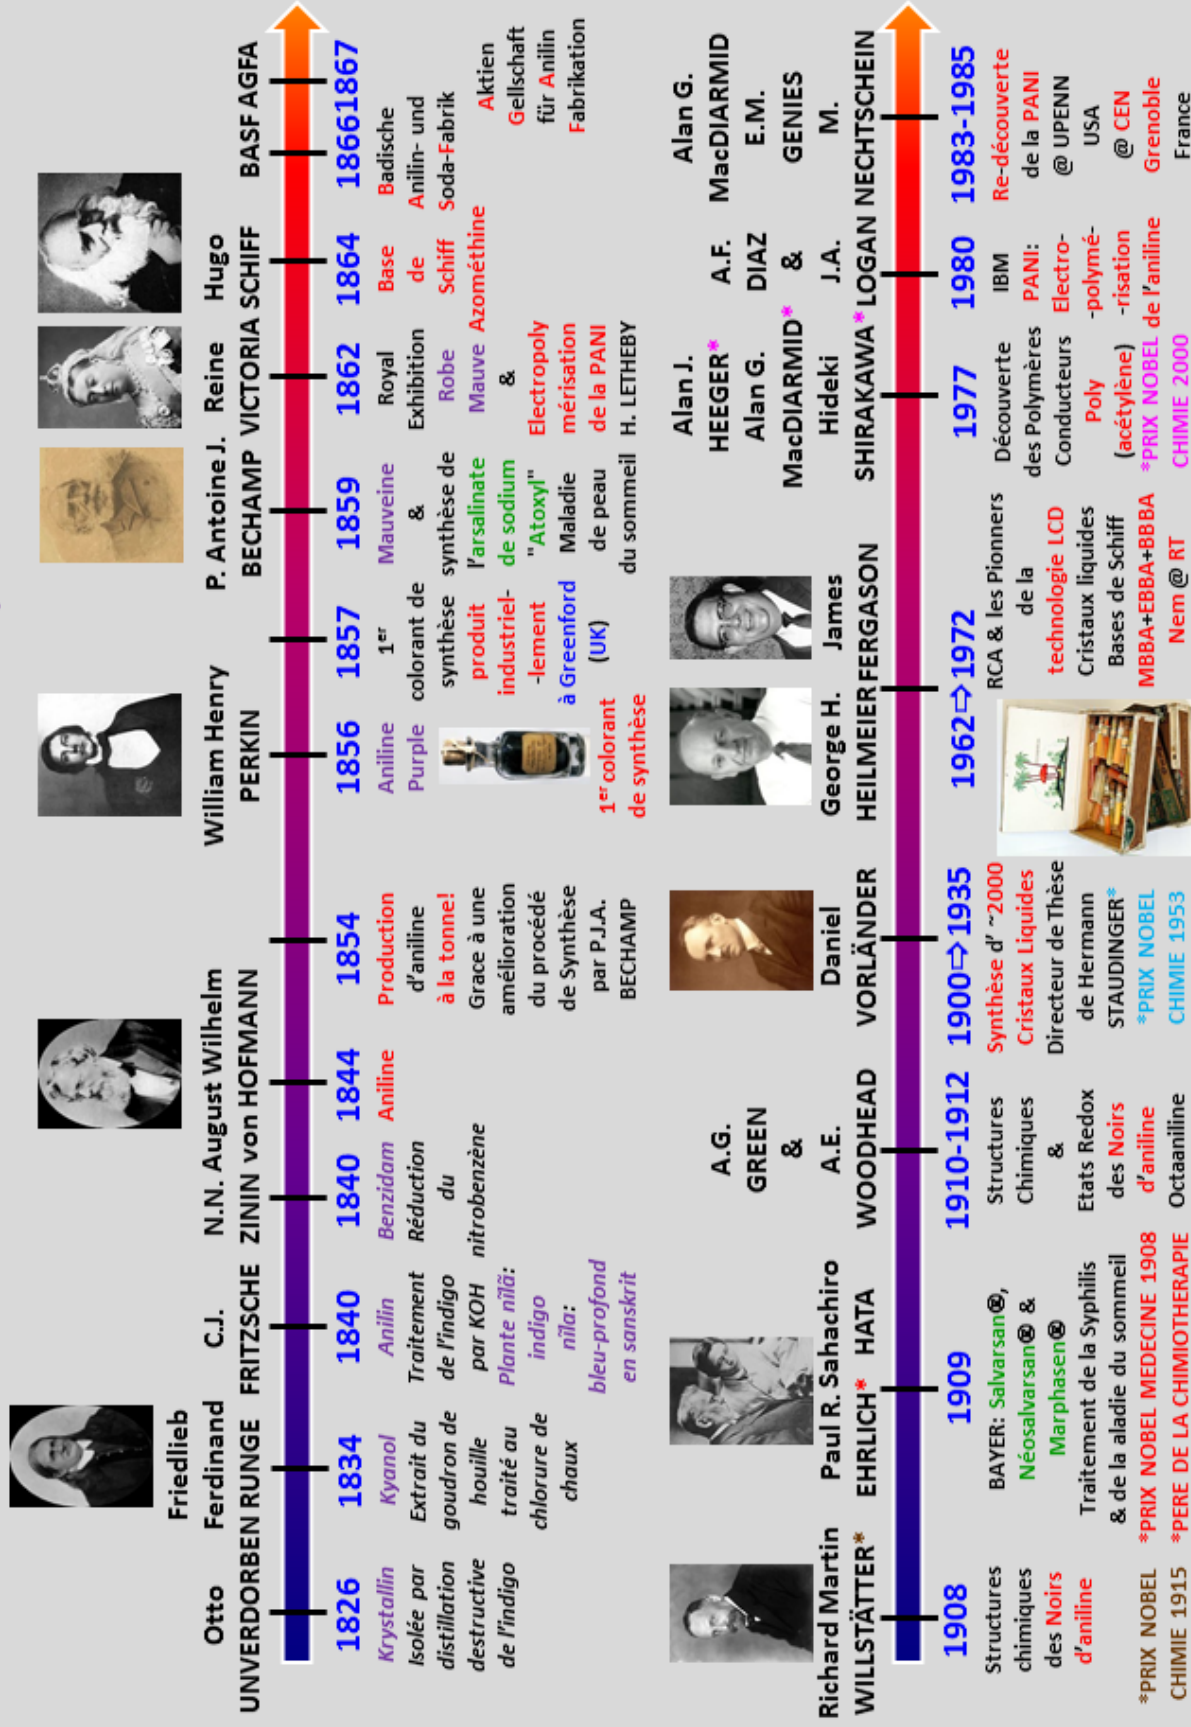 Otto
UNVERDORBEN
1826
Krystallin
Isolée par
distillation
destructive
de l'indigo
Friedlieb
Ferdinand
RUNGE
1834
Kyanol
Extrait du
goudron de
houille
traité au
chlorure de
chaux
C.J.
FRITZSCHE
1840
Anilin
Traitement
de l'indigo
par KOH
Plante nīlā:
indigo
nīla:
bleu-profond
en sanskrit
N.N.
ZININ
1840
Benzidam
Réduction
du
nitrobenzène
August Wilhelm
von HOFMANN
1844
Aniline
1854
Production
d'aniline
à la tonne!
Grace à une
amélioration
du procédé
de Synthèse
par P.J.A.
BECHAMP
William Henry
PERKIN
1856
Aniline
Purple
1er colorant
de synthèse
1857
1er
colorant de
synthèse
produit
industriel-
-lement
à Greenford
(UK)
P. Antoine J.
BECHAMP
1859
Mauveine
&
synthèse de
l'arsalinate
de sodium
"Atoxyl"
Maladie
de peau
du sommeil
Reine
VICTORIA
1862
Royal
Exhibition
Robe
Mauve
&
Electropoly
mérisation
de la PANI
H. LETHEBY
Hugo
SCHIFF
1864
Base
de
Schiff
Azométhine
BASF
1866
Badische
Anilin- und
Soda-Fabrik
AGFA
1867
Aktien
Gellschaft
für Anilin
Fabrikation
Richard Martin
WILLSTÄTTER*
1908
Structures
chimiques
des Noirs
d'aniline
*PRIX NOBEL
CHIMIE 1915
Paul R. Sahachiro
EHRLICH* HATA
1909
BAYER: Salvarsan®,
Néosalvarsan® &
Marphasen®
Traitement de la Syphilis
& de la aladie du sommeil
*PRIX NOBEL MEDECINE 1908
*PERE DE LA CHIMIOTHERAPIE
A.G.
GREEN
&
A.E.
WOODHEAD
1910-1912
Structures
Chimiques
&
Etats Redox
des Noirs
d'aniline
Octaaniline
Daniel
VORLÄNDER
1900⇨1935
Synthèse d' ~2000
Cristaux Liquides
Directeur de Thèse
de Hermann
STAUDINGER*
*PRIX NOBEL
CHIMIE 1953
George H.
HEILMEIER
James
FERGASON
1962⇨1972
RCA & les Pionners
de la
technologie LCD
Cristaux liquides
Bases de Schiff
MBBA+EBBA+BBBA
Nem @ RT
Alan J.
HEEGER*
Alan G.
MacDIARMID*
Hideki
SHIRAKAWA*
1977
Découverte
des Polymères
Conducteurs
Poly
(acétylène)
*PRIX NOBEL
CHIMIE 2000
A.F.
DIAZ
&
J.A.
LOGAN
1980
IBM
PANI:
Electro-
-polymé-
-risation
de l'aniline
Alan G.
MacDIARMID
E.M.
GENIES
M.
NECHTSCHEIN
1983-1985
Re-découverte
de la PANI
@ UPENN
USA
@ CEN
Grenoble
France